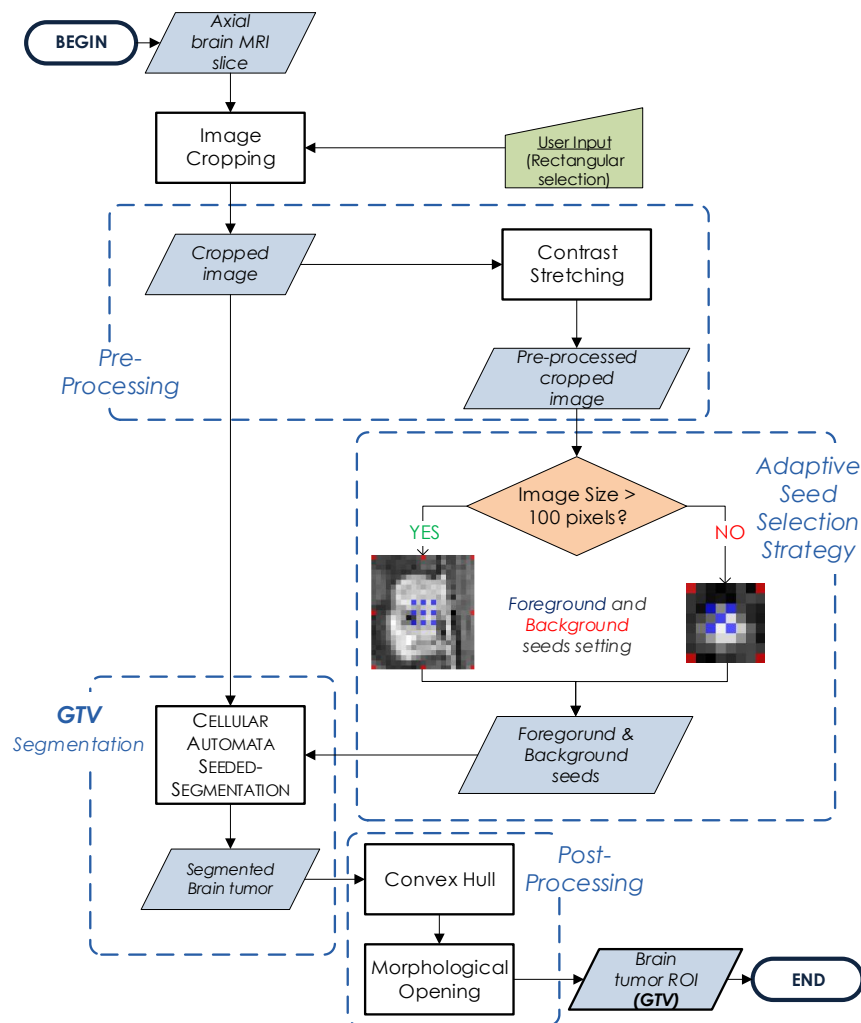 BEGIN
Axial
brain MRI
slice
Image
Cropping
User Input
(Rectangular
selection)
Cropped
image
Contrast
Stretching
Pre-
Processing
Pre-processed
cropped
image
Image Size >
100 pixels?
Adaptive
Seed
Selection
Strategy
YES
NO
Foreground and
Background
seeds setting
GTV
Segmentation
CELLULAR
AUTOMATA
SEEDED-
SEGMENTATION
Foregorund &
Background
seeds
Segmented
Brain tumor
Convex Hull
Post-
Processing
Morphological
Opening
Brain
tumor ROI
(GTV)
END